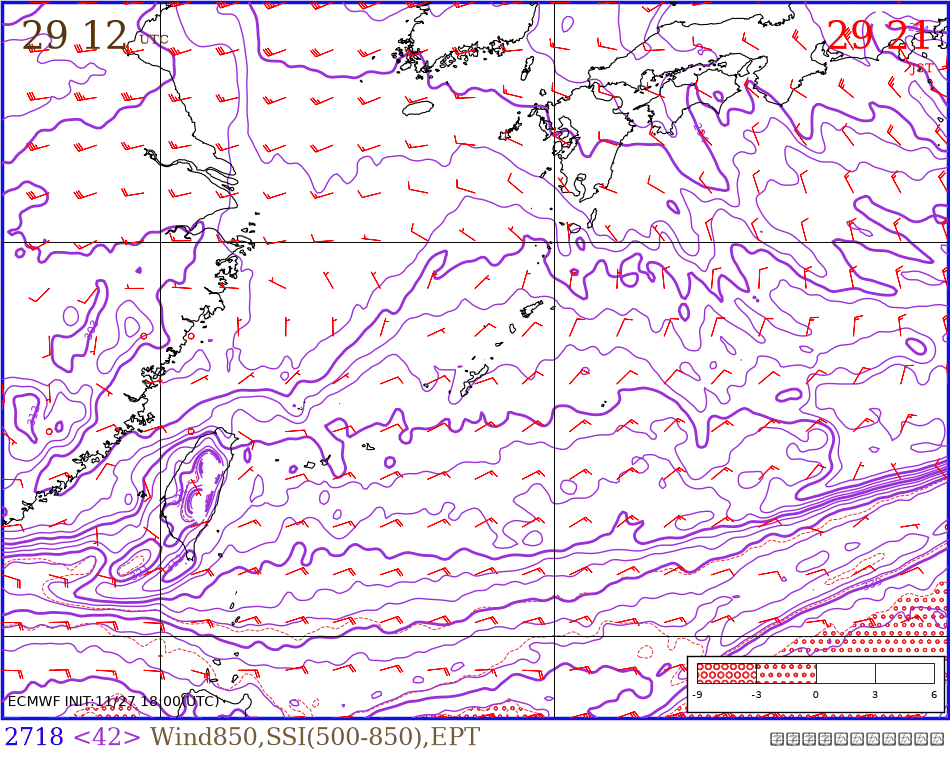 29 12 UTC
29 21 JST
ECMWF INIT:11/27 18:00(UTC)
-9 -3 0 3 6
2718 <42> Wind850,SSI(500-850),EPT